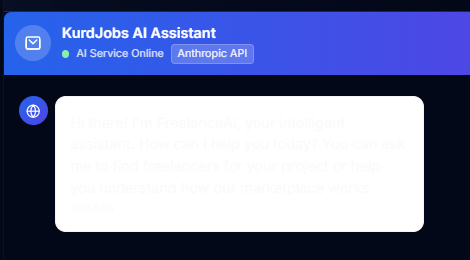 KurdJobs AI Assistant
AI Service Online Anthropic API
Hi there! I'm FreelanceAI, your intelligent
assistant. How can I help you today? You can ask
me to find freelancers for your project or help
you understand how our marketplace works.